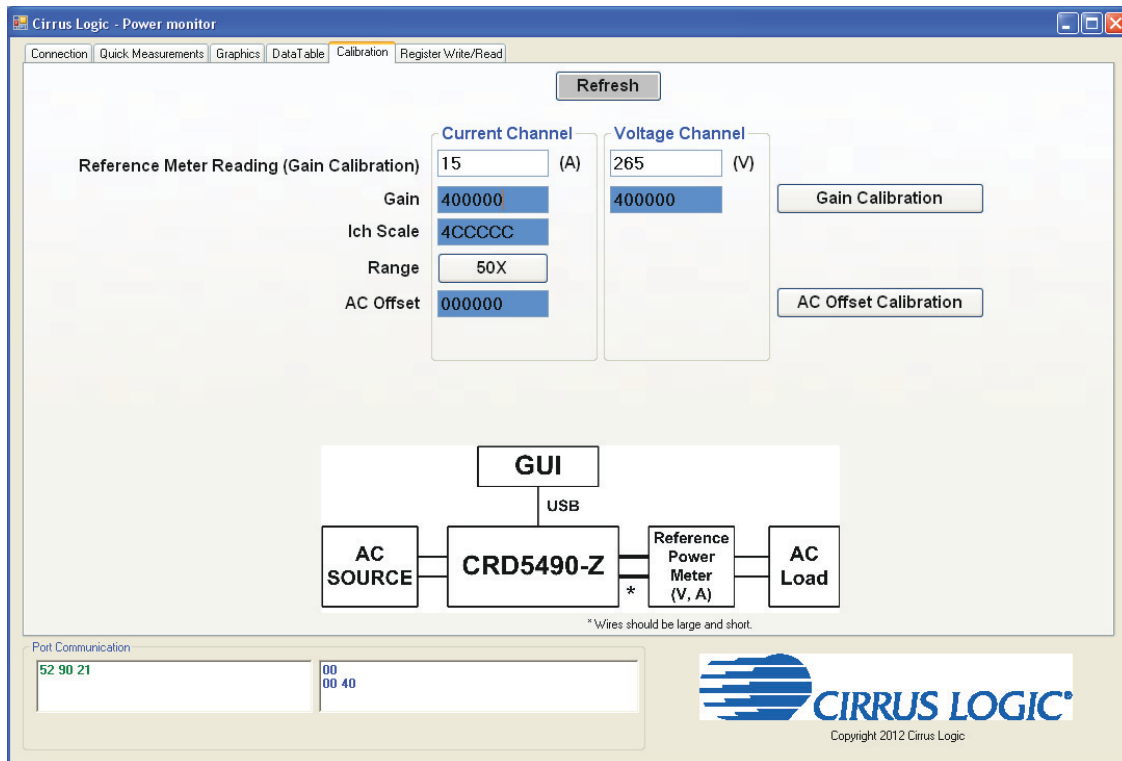 Cirrus Logic - Power monitor
Connection Quick Measurements Graphics DataTable Calibration Register Write/Read
Refresh
Current Channel Voltage Channel
Reference Meter Reading (Gain Calibration) 15 (A) 265 (V)
Gain 400000 400000 Gain Calibration
Ich Scale 4CCCCC
Range 50X
AC Offset 000000 AC Offset Calibration
GUI
USB
AC
SOURCE
CRD5490-Z
*
Reference
Power
Meter
(V, A)
AC
Load
* Wires should be large and short.
Port Communication
52 90 21
00
00 40
CIRRUS LOGIC®
Copyright 2012 Cirrus Logic